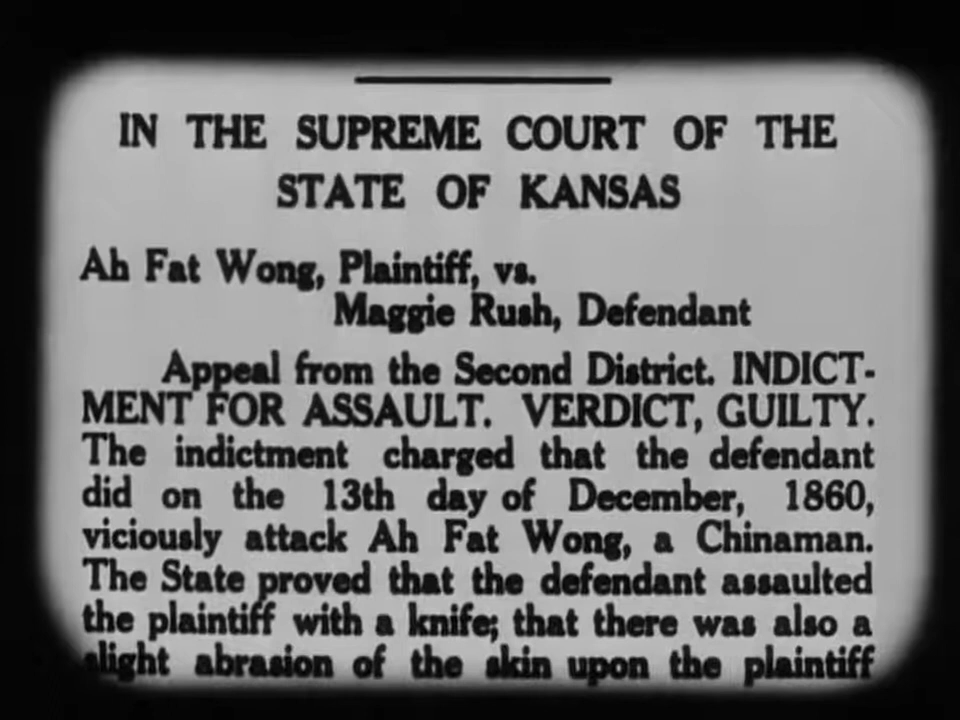 IN THE SUPREME COURT OF THE
STATE OF KANSAS
Ah Fat Wong, Plaintiff, vs.
Maggie Rush, Defendant
Appeal from the Second District. INDICT-
MENT FOR ASSAULT. VERDICT, GUILTY.
The indictment charged that the defendant
did on the 13th day of December, 1860,
viciously attack Ah Fat Wong, a Chinaman.
The State proved that the defendant assaulted
the plaintiff with a knife; that there was also a
slight abrasion of the skin upon the plaintiff